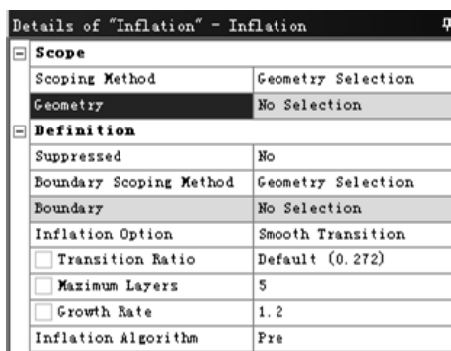 Details of "Inflation" - Inflation
Scope
Scoping Method Geometry Selection
Geometry No Selection
Definition
Suppressed No
Boundary Scoping Method Geometry Selection
Boundary No Selection
Inflation Option Smooth Transition
Transition Ratio Default (0.272)
Maximum Layers 5
Growth Rate 1.2
Inflation Algorithm Pre